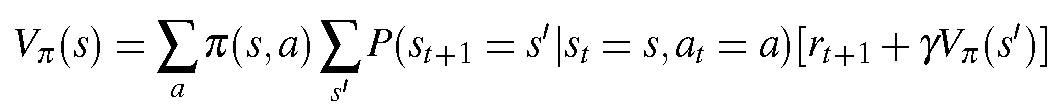 V_π(s) = ∑_a π(s,a) ∑_{s′} P(s_{t+1} = s′|s_t = s, a_t = a)[r_{t+1} + γV_π(s′)]